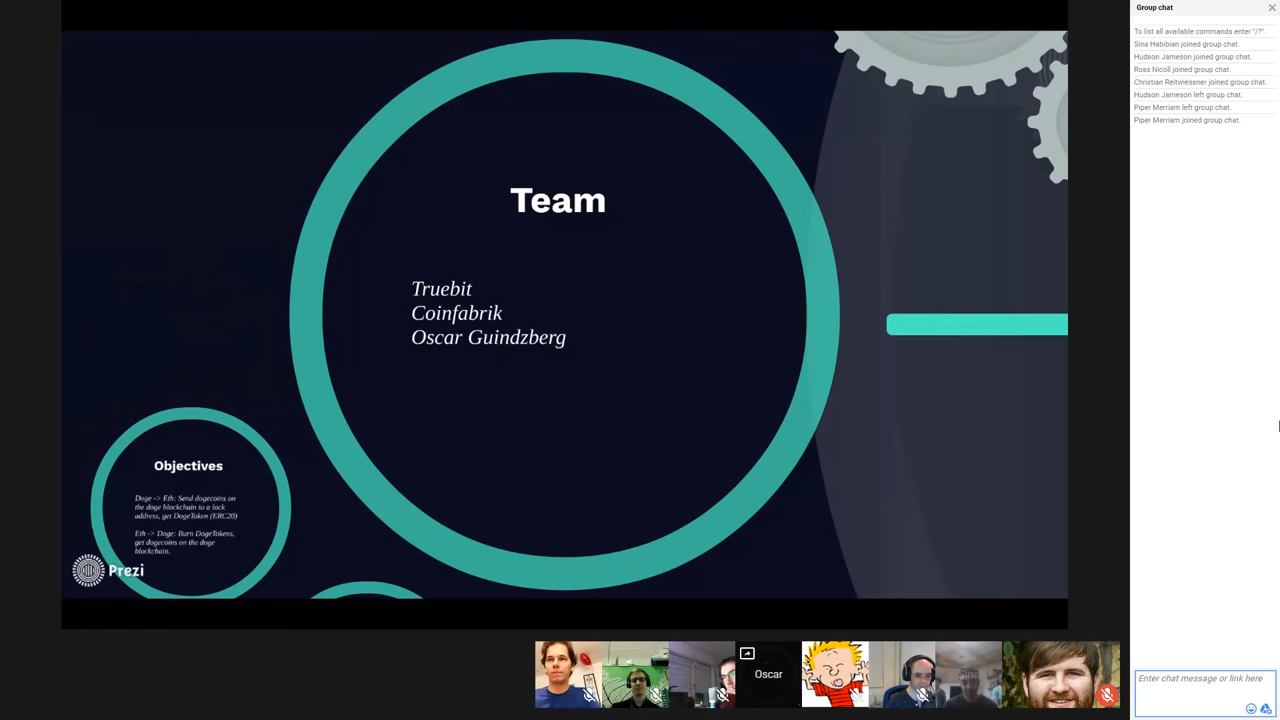 Group chat
To list all available commands enter "/?".
Sina Habibian joined group chat.
Hudson Jameson joined group chat.
Ross Nicoll joined group chat.
Christian Reitwiessner joined group chat.
Hudson Jameson left group chat.
Piper Merriam left group chat.
Piper Merriam joined group chat.
Team
Truebit
Coinfabrik
Oscar Guindzberg
Objectives
Doge -> Eth: Send dogecoins on
the doge blockchain to a lock
address, get DogeToken (ERC20)
Eth -> Doge: Burn DogeTokens,
get dogecoins on the doge
blockchain.
Prezi
Oscar
Enter chat message or link here